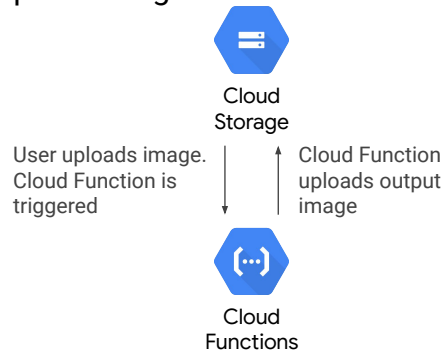 Cloud
Storage
User uploads image.
Cloud Function is
triggered
Cloud Function
uploads output
image
Cloud
Functions